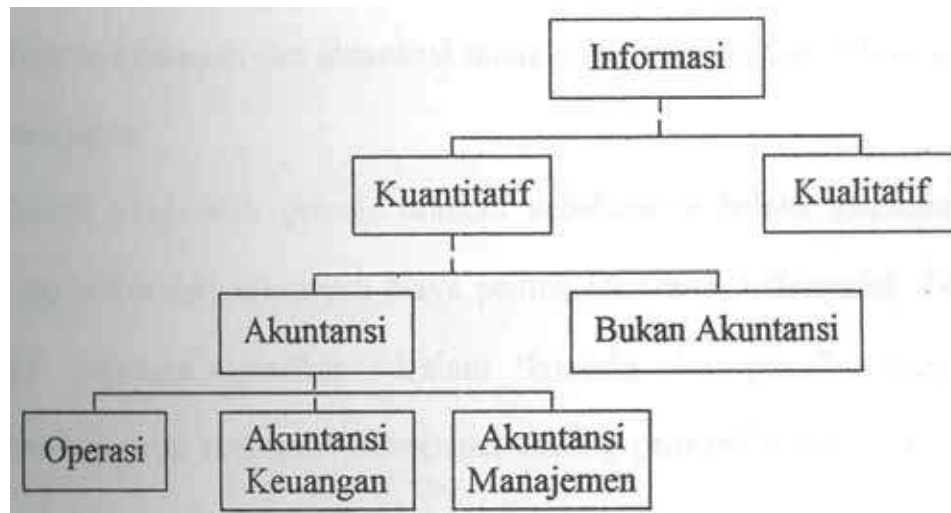 Informasi
Kuantitatif
Kualitatif
Akuntansi
Bukan Akuntansi
Operasi
Akuntansi
Keuangan
Akuntansi
Manajemen